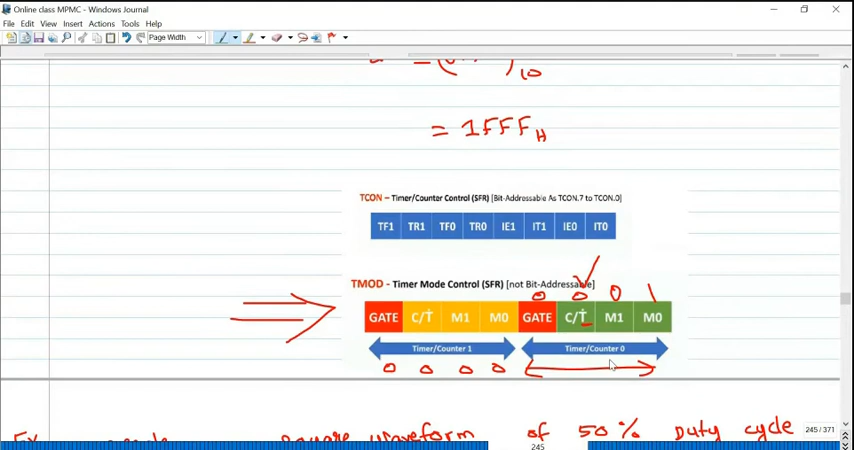 Online class MPMC - Windows Journal
File Edit View Insert Actions Tools Help
Page Width
10
= 1FFF H
TCON – Timer/Counter Control (SFR) [Bit-Addressable As TCON.7 to TCON.0]
TF1 TR1 TF0 TR0 IE1 IT1 IE0 IT0
TMOD - Timer Mode Control (SFR) [not Bit-Addressable]
0 0 0 1
GATE C/T̅ M1 M0 GATE C/T̅ M1 M0
Timer/Counter 1 Timer/Counter 0
0 0 0 0
square waveform of 50% Duty cycle
245 / 371
245